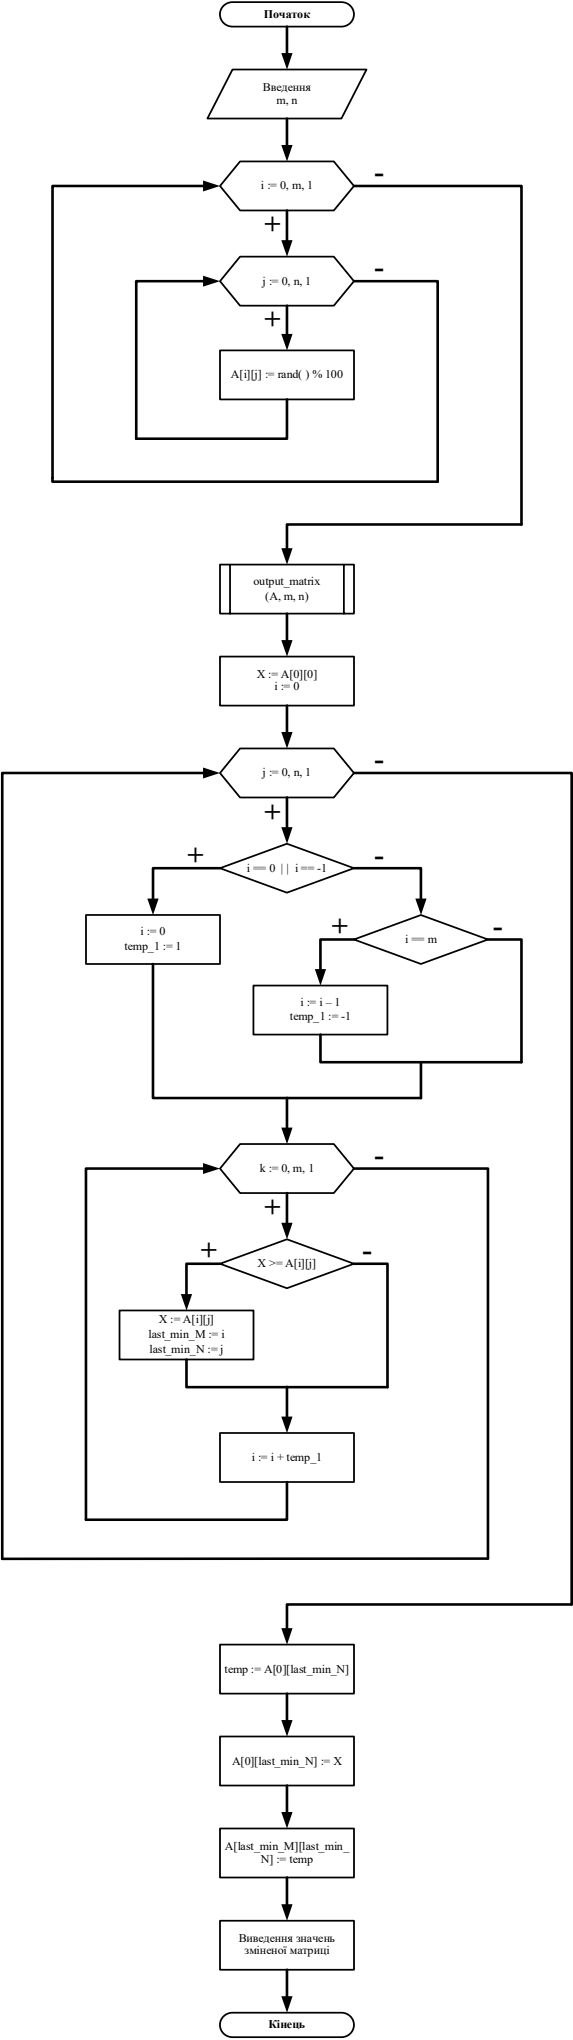 Початок
Введення
m, n
i := 0, m, 1
-
+
j := 0, n, 1
-
+
A[i][j] := rand( ) % 100
output_matrix
(A, m, n)
X := A[0][0]
i := 0
j := 0, n, 1
-
+
i == 0 || i == -1
+
-
i := 0
temp_1 := 1
i == m
+
-
i := i – 1
temp_1 := -1
k := 0, m, 1
-
+
X >= A[i][j]
+
-
X := A[i][j]
last_min_M := i
last_min_N := j
i := i + temp_1
temp := A[0][last_min_N]
A[0][last_min_N] := X
A[last_min_M][last_min_
N] := temp
Виведення значень
зміненої матриці
Кінець